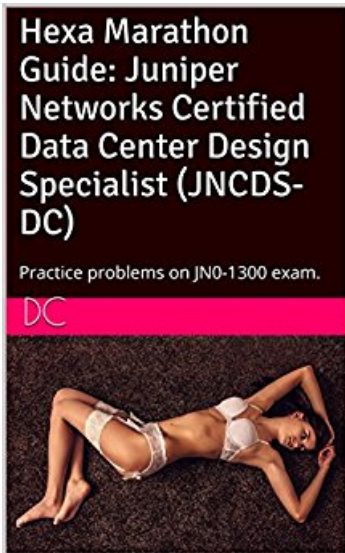 Hexa Marathon
Guide: Juniper
Networks Certified
Data Center Design
Specialist (JNCDS-
DC)
Practice problems on JN0-1300 exam.
DC